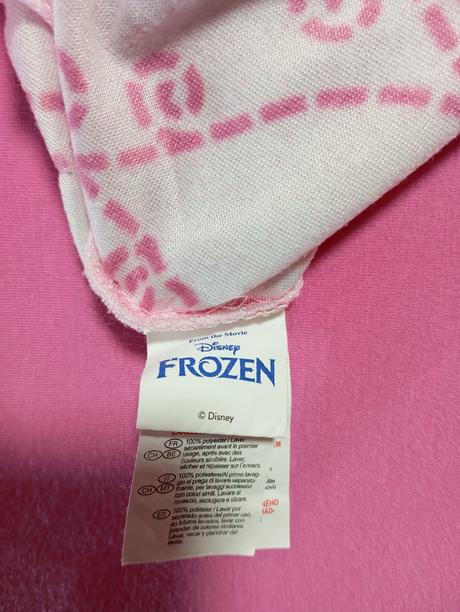 From the Movie
Disney
FROZEN
© Disney
FR 100% polyester/ Laver
séparément avant le premier
CH BE usage, après avec des
couleurs similaire. Laver,
sécher et repasser sur l'envers.
IT 100% poliestere/Al primo lavag-
gio si prega di lavare separata-
CH MT mente, per lavaggi successivi
con colori simili. Lavare al
rovescio, asciugare e stirare.
ES 100% poliéster/ Lavar por
separado antes del primer uso,
en futuros lavados, lavar con
prendas de colores similares.
Lavar, secar y planchar del
revés.
NÉHO
HÁD-